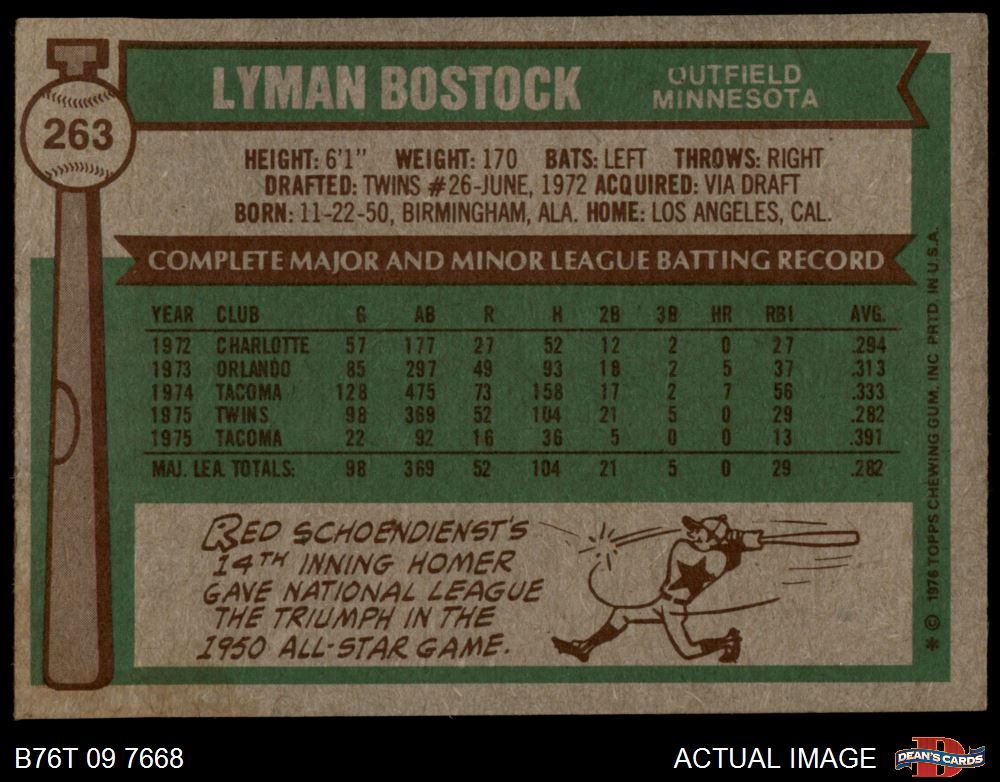 263
LYMAN BOSTOCK
OUTFIELD
MINNESOTA
HEIGHT: 6'1" WEIGHT: 170 BATS: LEFT THROWS: RIGHT
DRAFTED: TWINS #26-JUNE, 1972 ACQUIRED: VIA DRAFT
BORN: 11-22-50, BIRMINGHAM, ALA. HOME: LOS ANGELES, CAL.
COMPLETE MAJOR AND MINOR LEAGUE BATTING RECORD
YEAR CLUB G AB R H 2B 3B HR RBI AVG.
1972 CHARLOTTE 57 177 27 52 12 2 0 27 .294
1973 ORLANDO 85 297 49 93 18 2 5 37 .313
1974 TACOMA 128 475 73 158 17 2 7 56 .333
1975 TWINS 98 369 52 104 21 5 0 29 .282
1975 TACOMA 22 92 16 36 5 0 0 13 .391
MAJ. LEA. TOTALS: 98 369 52 104 21 5 0 29 .282
RED SCHOENDIENST'S
14TH INNING HOMER
GAVE NATIONAL LEAGUE
THE TRIUMPH IN THE
1950 ALL-STAR GAME.
* © 1976 TOPPS CHEWING GUM, INC PRTD. IN U.S.A.
B76T 09 7668
ACTUAL IMAGE
D
DEAN'S CARDS